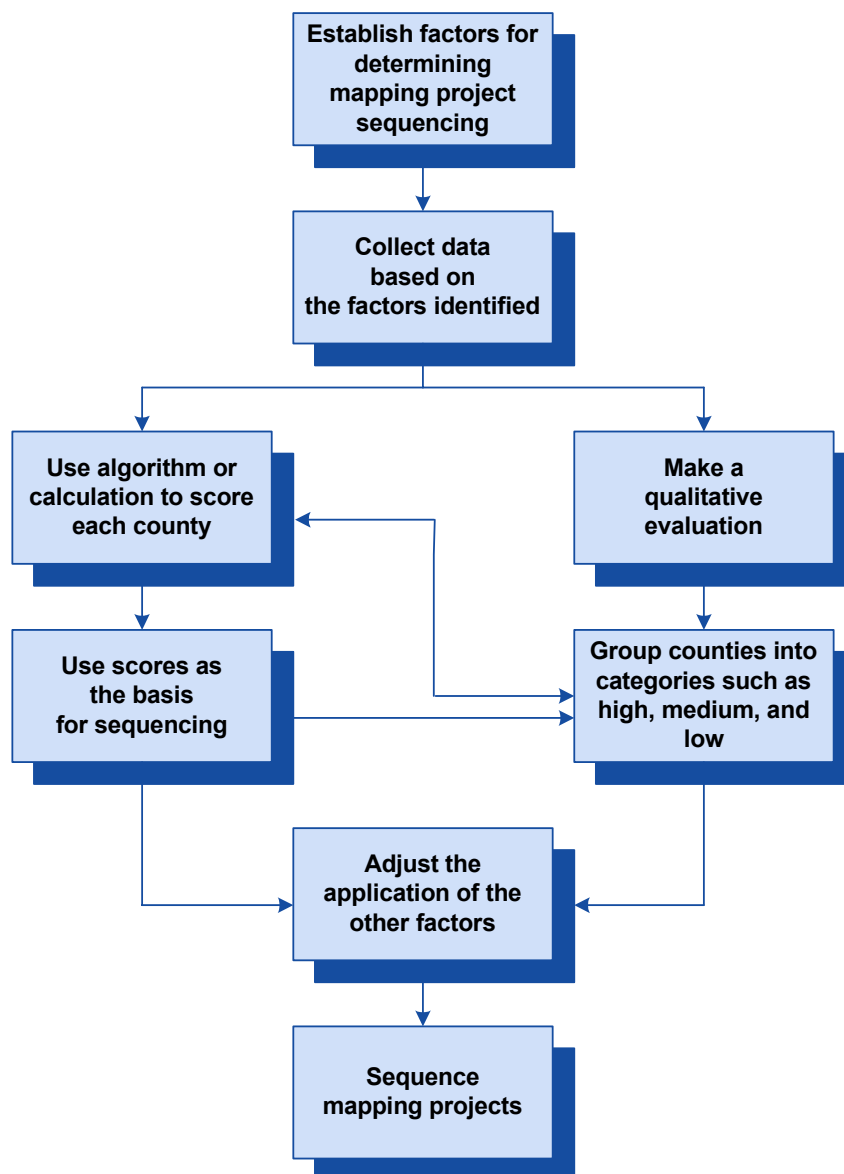 Establish factors for
determining
mapping project
sequencing
Collect data
based on
the factors identified
Use algorithm or
calculation to score
each county
Make a
qualitative
evaluation
Use scores as
the basis
for sequencing
Group counties into
categories such as
high, medium, and
low
Adjust the
application of the
other factors
Sequence
mapping projects